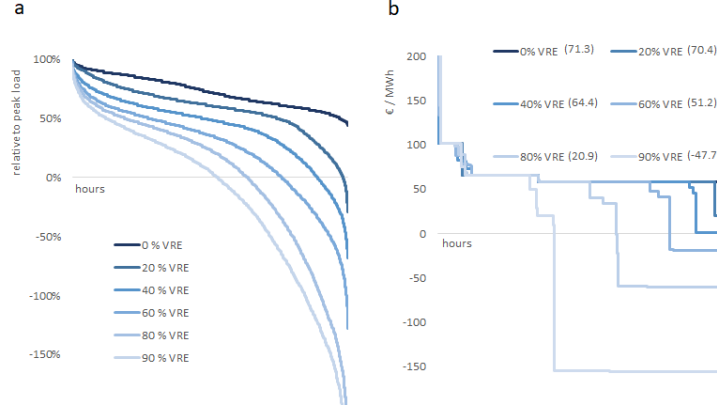 a
relative to peak load
100%
50%
0%
-50%
-100%
-150%
hours
0 % VRE
20 % VRE
40 % VRE
60 % VRE
80 % VRE
90 % VRE
b
€ / MWh
200
150
100
50
0
-50
-100
-150
hours
0% VRE (71.3)
20% VRE (70.4)
40% VRE (64.4)
60% VRE (51.2)
80% VRE (20.9)
90% VRE (-47.7